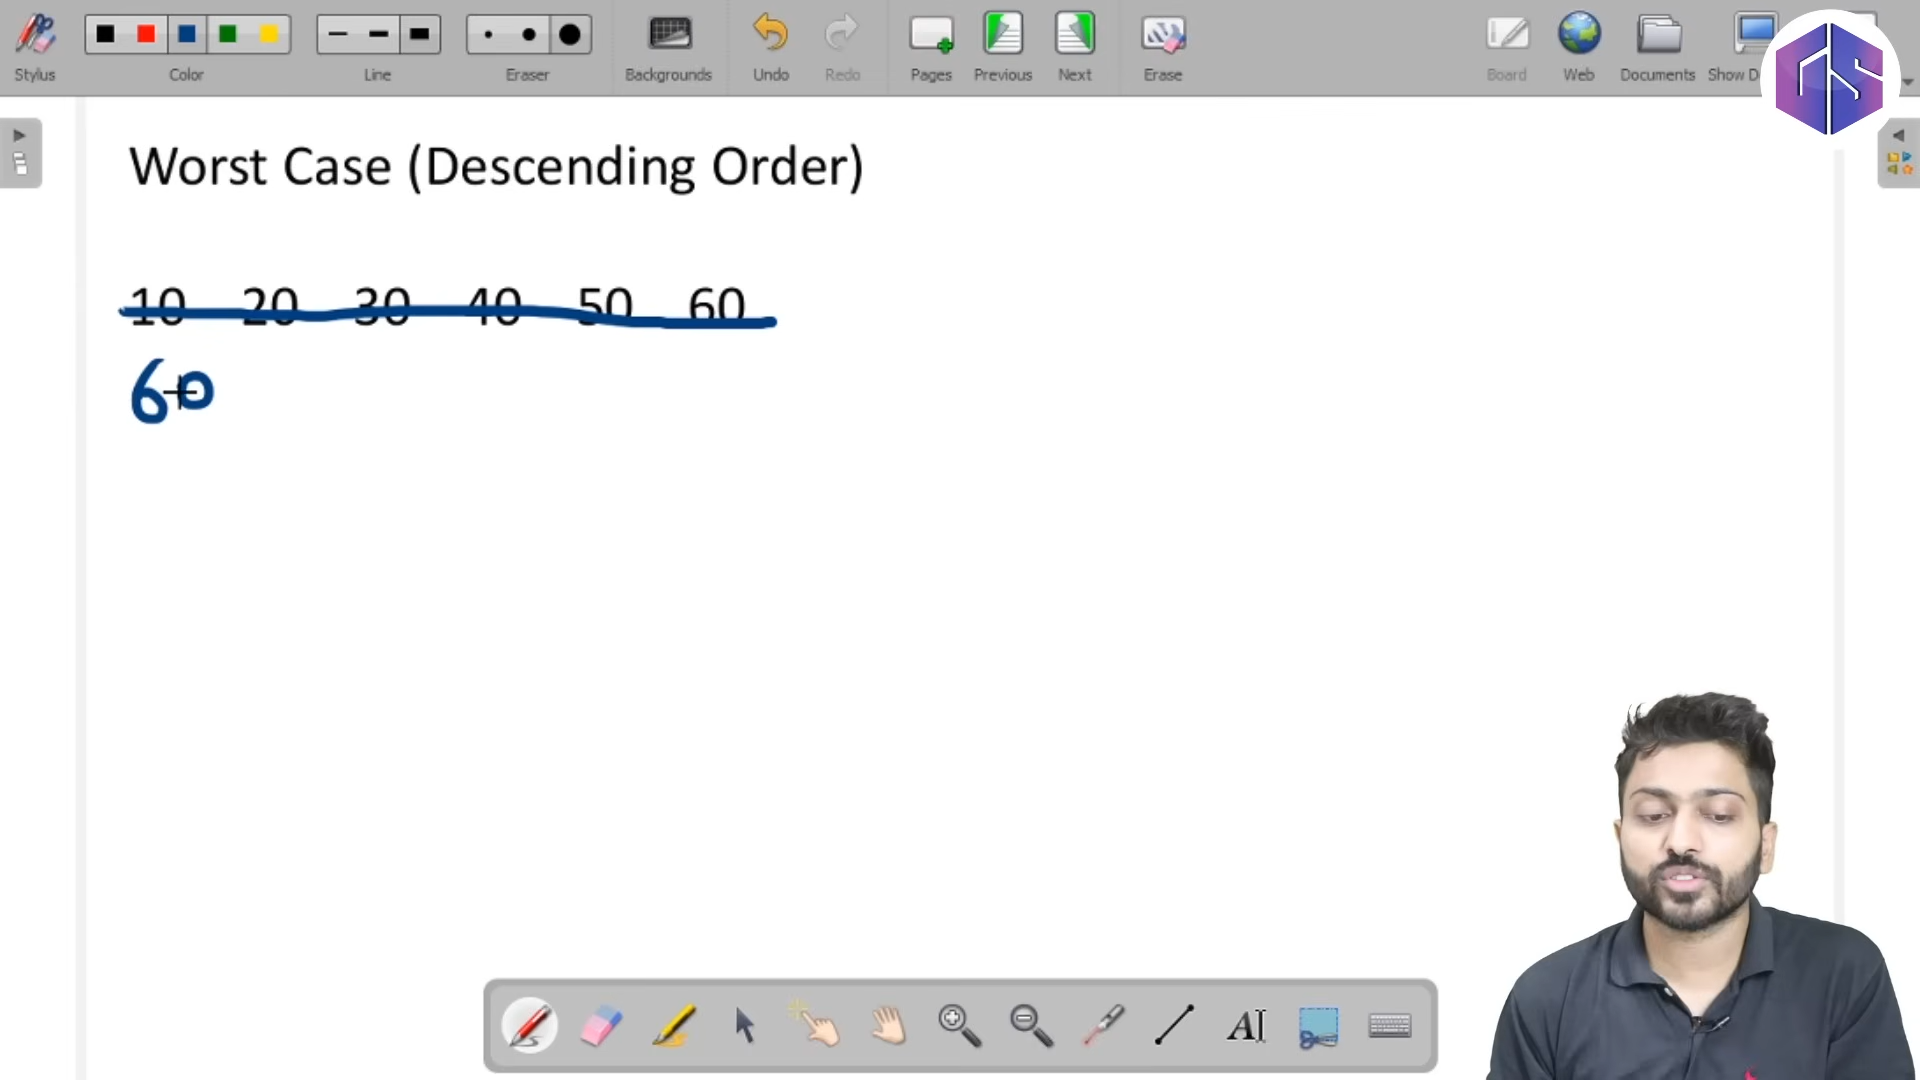 Stylus Color Line Eraser Backgrounds Undo Redo Pages Previous Next Erase Board Web Documents Show D
Worst Case (Descending Order)
10 20 30 40 50 60
60